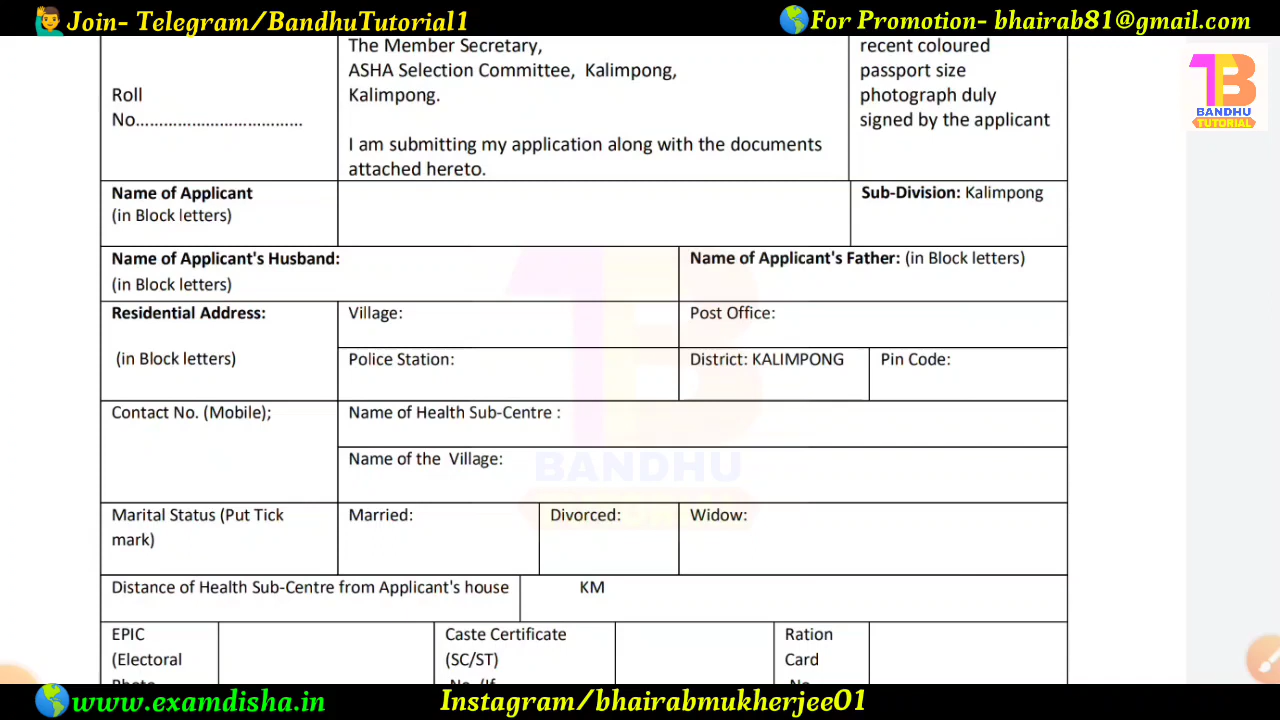 Join- Telegram/BandhuTutorial1
For Promotion- bhairab81@gmail.com
The Member Secretary,
ASHA Selection Committee, Kalimpong,
Kalimpong.
Roll
No...................................
I am submitting my application along with the documents
attached hereto.
recent coloured
passport size
photograph duly
signed by the applicant
TB
BANDHU
TUTORIAL
Name of Applicant
(in Block letters)
Sub-Division: Kalimpong
Name of Applicant's Husband:
(in Block letters)
Name of Applicant's Father: (in Block letters)
Residential Address:
(in Block letters)
Village:
Post Office:
Police Station:
District: KALIMPONG
Pin Code:
Contact No. (Mobile);
Name of Health Sub-Centre :
Name of the Village:
BANDHU
Marital Status (Put Tick
mark)
Married:
Divorced:
Widow:
Distance of Health Sub-Centre from Applicant's house
KM
EPIC
(Electoral
Caste Certificate
(SC/ST)
Ration
Card
www.examdisha.in
Instagram/bhairabmukherjee01